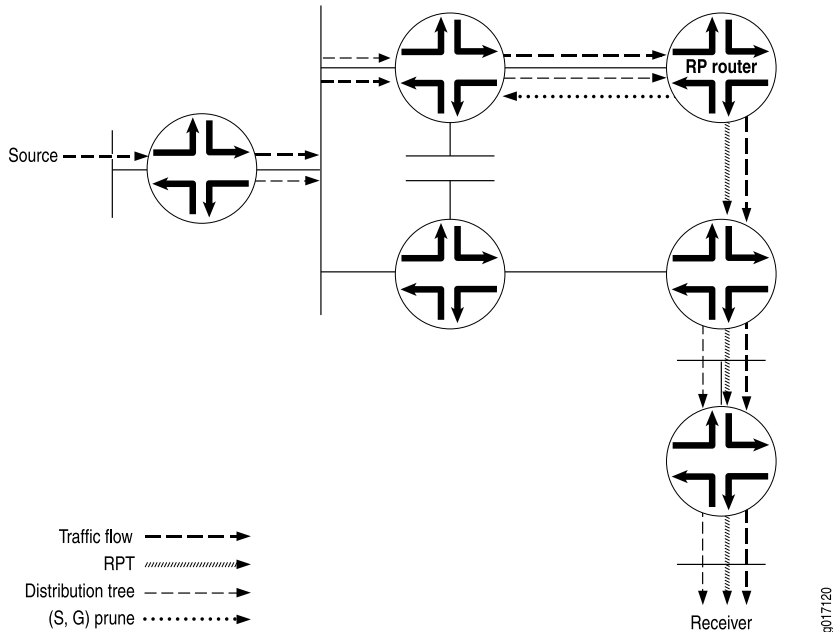 RP router
Source
Traffic flow
RPT
Distribution tree
(S, G) prune
Receiver
g017120